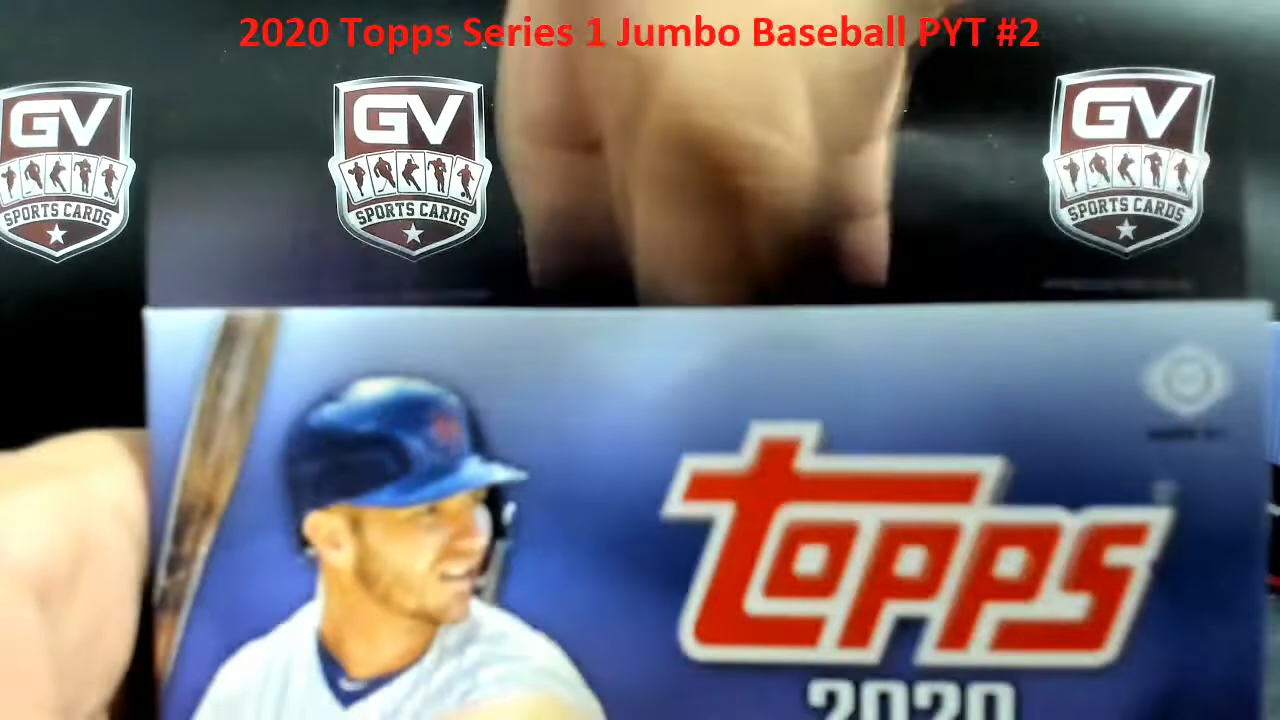 2020 Topps Series 1 Jumbo Baseball PYT #2
GV
SPORTS CARDS
GV
SPORTS CARDS
GV
SPORTS CARDS
topps
2020